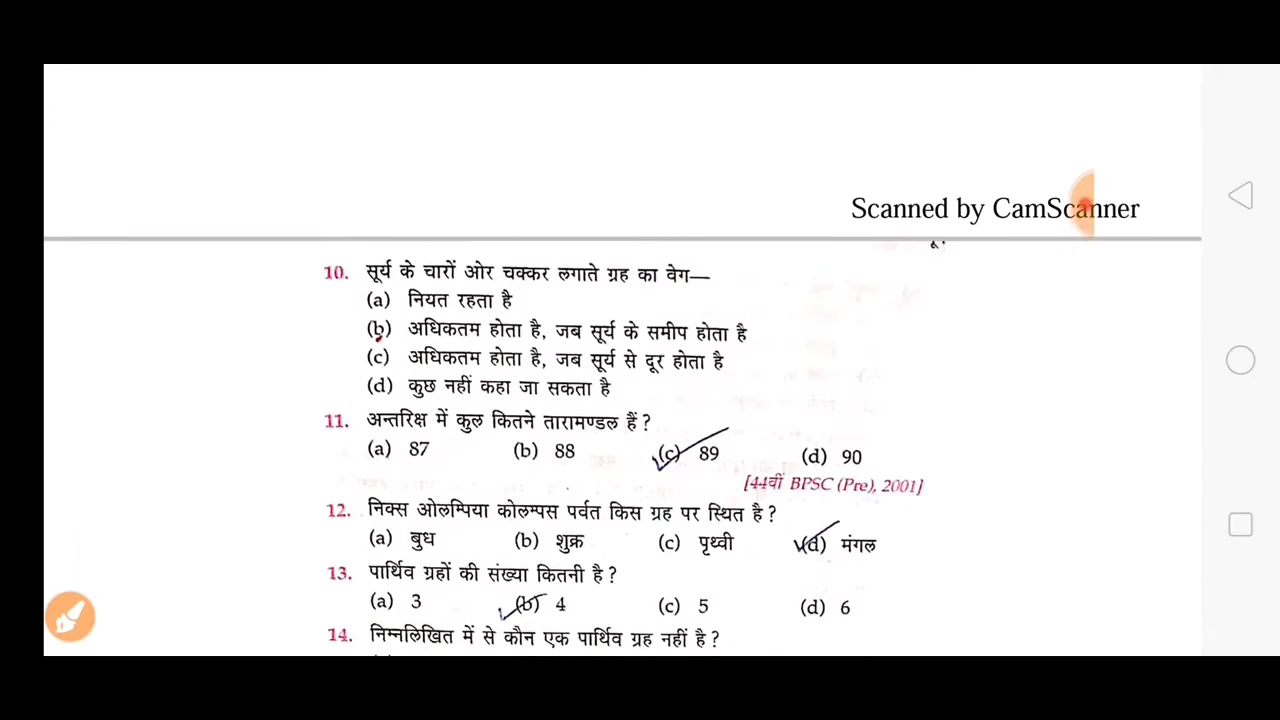 Scanned by CamScanner
10. सूर्य के चारों ओर चक्कर लगाते ग्रह का वेग—
(a) नियत रहता है
(b) अधिकतम होता है, जब सूर्य के समीप होता है
(c) अधिकतम होता है, जब सूर्य से दूर होता है
(d) कुछ नहीं कहा जा सकता है
11. अन्तरिक्ष में कुल कितने तारामण्डल हैं ?
(a) 87 (b) 88 (c) 89 (d) 90
[44वीं BPSC (Pre), 2001]
12. निक्स ओलम्पिया कोलम्पस पर्वत किस ग्रह पर स्थित है ?
(a) बुध (b) शुक्र (c) पृथ्वी (d) मंगल
13. पार्थिव ग्रहों की संख्या कितनी है ?
(a) 3 (b) 4 (c) 5 (d) 6
14. निम्नलिखित में से कौन एक पार्थिव ग्रह नहीं है ?